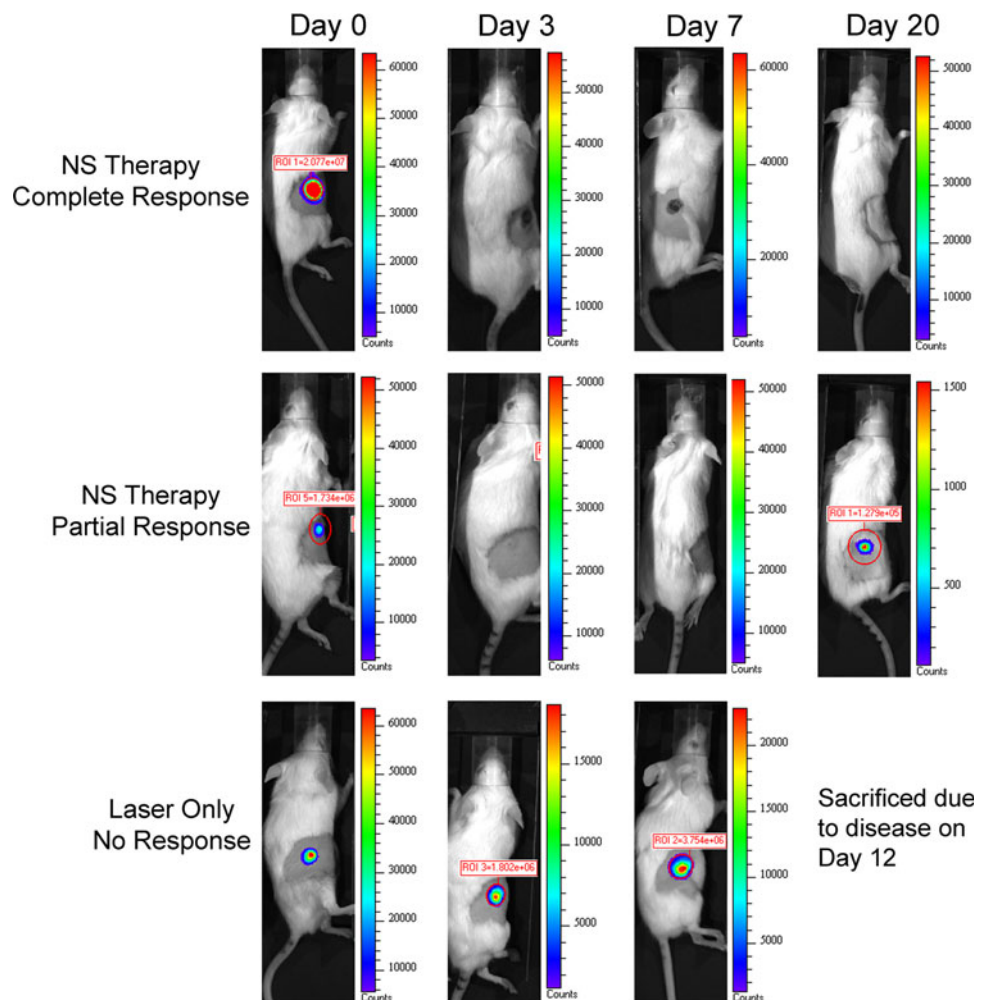 Day 0
Day 3
Day 7
Day 20
NS Therapy
Complete Response
ROI 1=2.077e+07
60000
50000
40000
30000
20000
10000
Counts
50000
40000
30000
20000
10000
Counts
60000
40000
20000
Counts
50000
40000
30000
20000
10000
Counts
NS Therapy
Partial Response
ROI 5=1.734e+06
50000
40000
30000
20000
10000
Counts
50000
40000
30000
20000
10000
Counts
50000
40000
30000
20000
10000
Counts
ROI 1=1.279e+05
1500
1000
500
Counts
Laser Only
No Response
60000
50000
40000
30000
20000
10000
ROI 3=1.802e+06
15000
10000
5000
ROI 2=3.754e+06
20000
15000
10000
5000
Sacrificed due
to disease on
Day 12